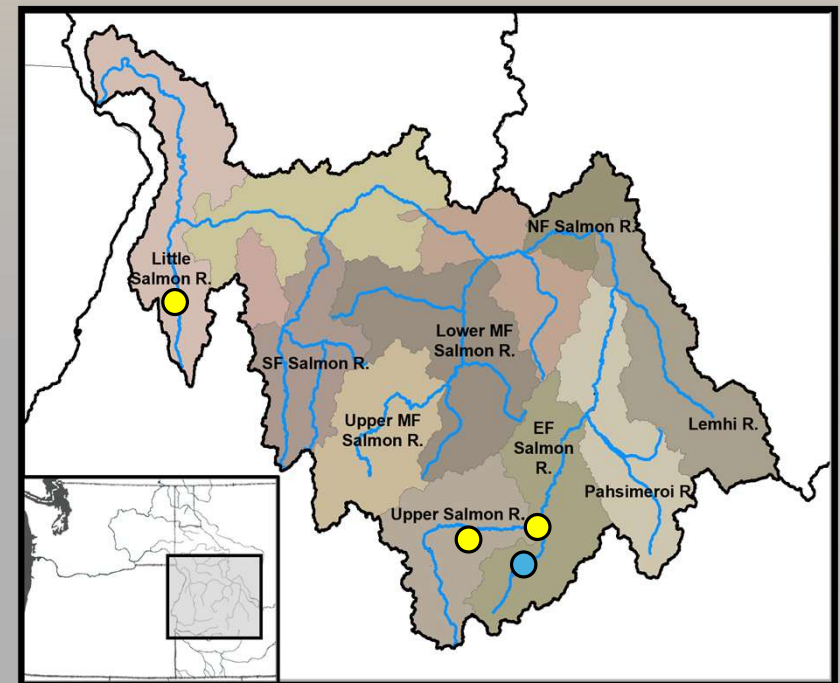 NF Salmon R.
Little
Salmon R.
Lower MF
Salmon R.
SF Salmon R.
Upper MF
Salmon R.
EF
Salmon
R.
Lemhi R.
Pahsimeroi R
Upper Salmon R.